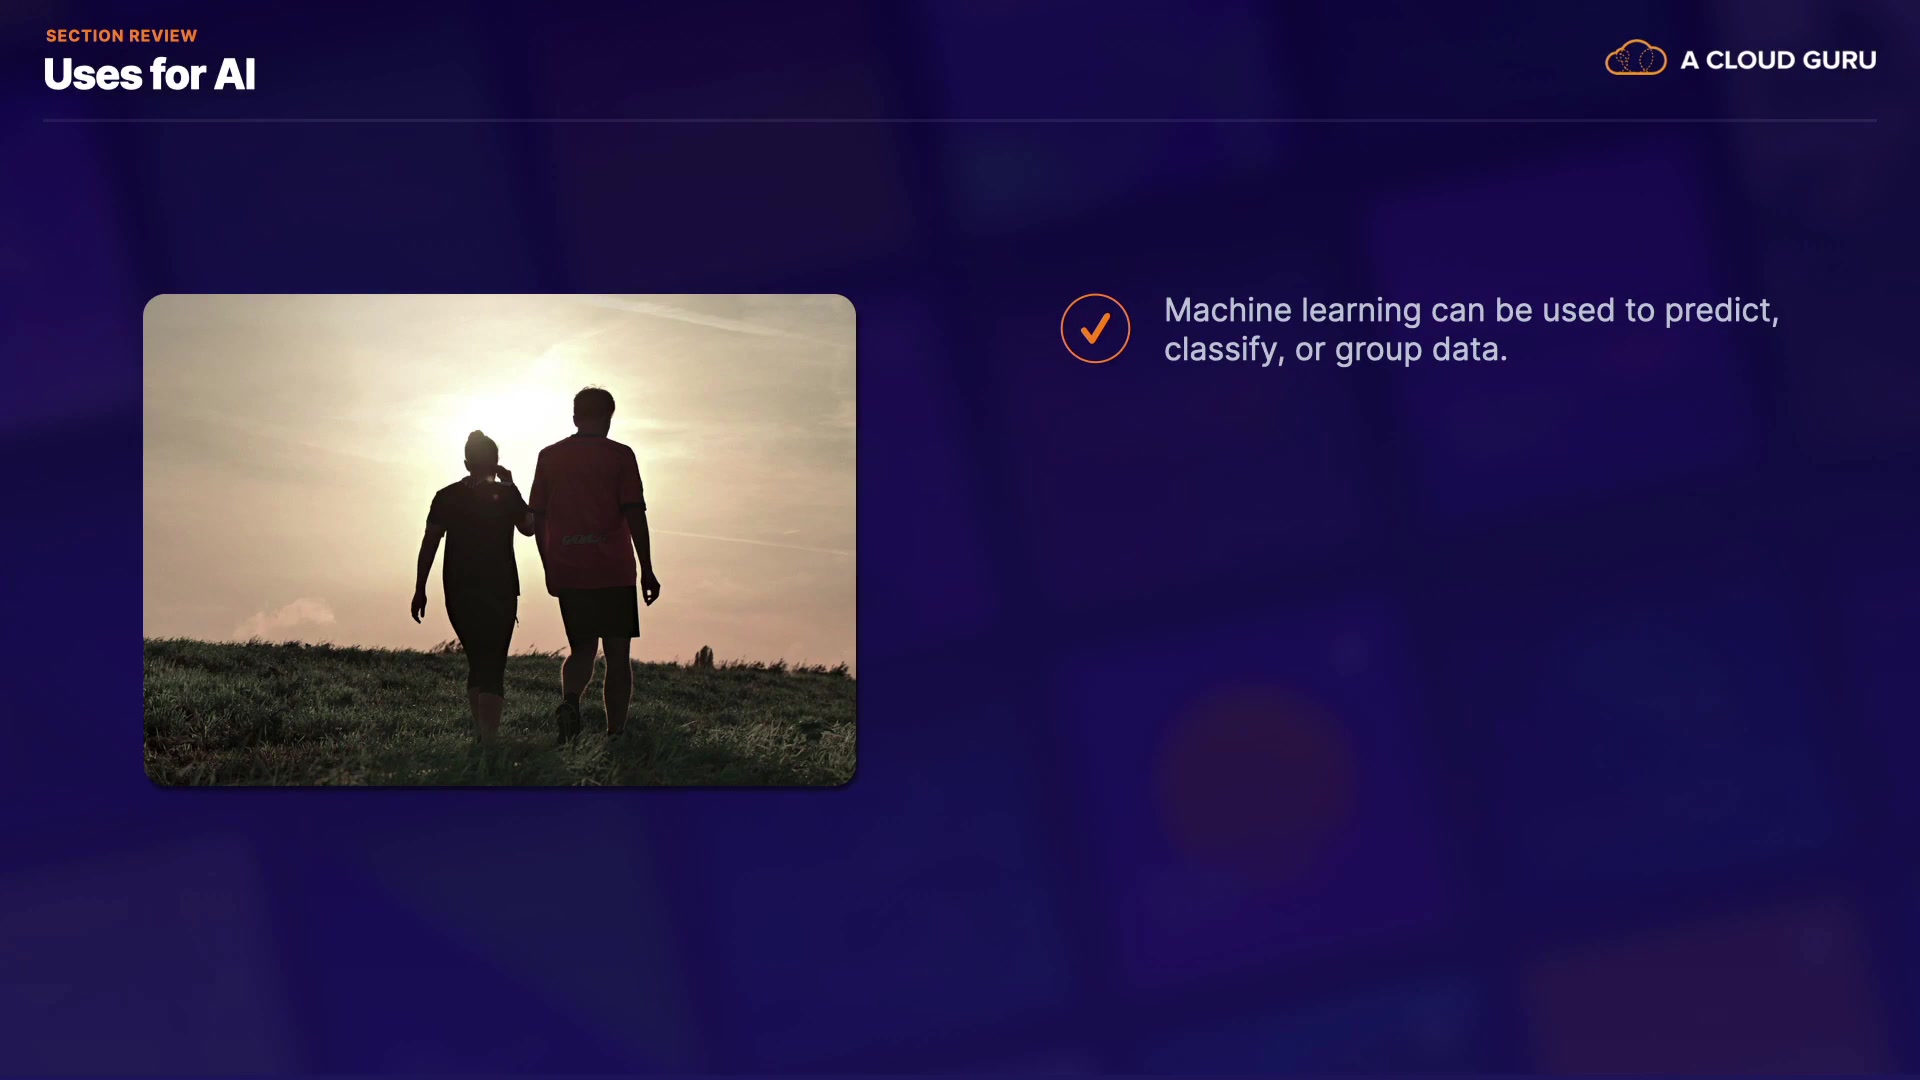 SECTION REVIEW
Uses for AI
A CLOUD GURU
Machine learning can be used to predict,
classify, or group data.